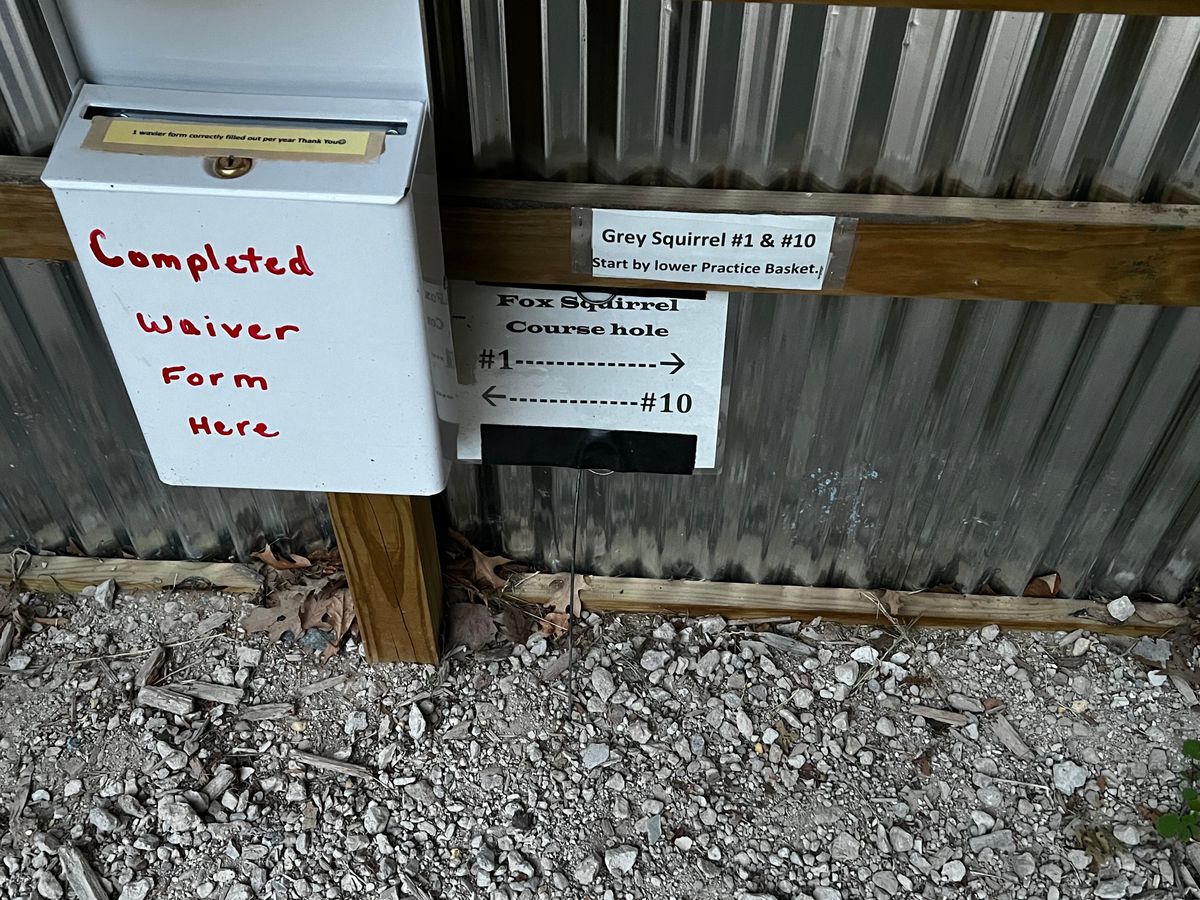 1 wavier form correctly filled out per year Thank You☺
Completed
Waiver
Form
Here
Grey Squirrel #1 & #10
Start by lower Practice Basket.
Fox Squirrel
Course hole
#1--------------→
←-------------#10